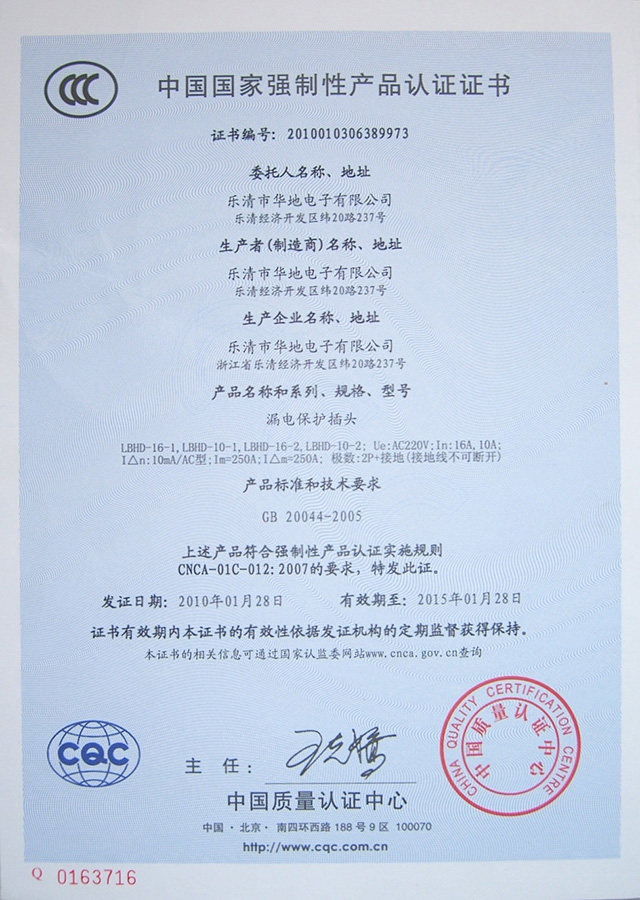 中国国家强制性产品认证证书
证书编号: 2010010306389973
委托人名称、地址
乐清市华地电子有限公司
乐清经济开发区纬20路237号
生产者(制造商)名称、地址
乐清市华地电子有限公司
乐清经济开发区纬20路237号
生产企业名称、地址
乐清市华地电子有限公司
浙江省乐清经济开发区纬20路237号
产品名称和系列、规格、型号
漏电保护插头
LBHD-16-1,LBHD-10-1,LBHD-16-2,LBHD-10-2; Ue:AC220V;In:16A,10A;
I△n:10mA/AC型;Im=250A;I△m=250A; 极数:2P+接地(接地线不可断开)
产品标准和技术要求
GB 20044-2005
上述产品符合强制性产品认证实施规则
CNCA-01C-012:2007的要求, 特发此证。
发证日期: 2010年01月28日 有效期至: 2015年01月28日
证书有效期内本证书的有效性依据发证机构的定期监督获得保持。
本证书的相关信息可通过国家认监委网站www.cnca.gov.cn查询
CHINA QUALITY CERTIFICATION CENTRE
中国质量认证中心
CQC
主 任:
中国质量认证中心
中国·北京·南四环西路 188 号 9 区 100070
http://www.cqc.com.cn
Q 0163716